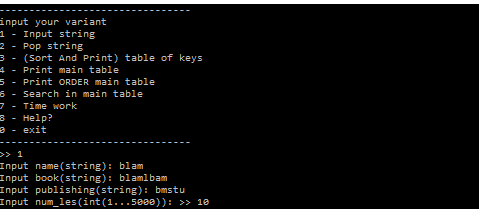 -------------------------------
input your variant
1 - Input string
2 - Pop string
3 - (Sort And Print) table of keys
4 - Print main table
5 - Print ORDER main table
6 - Search in main table
7 - Time work
8 - Help?
0 - exit
-------------------------------
>> 1
Input name(string): blam
Input book(string): blamlbam
Input publishing(string): bmstu
Input num_les(int(1...5000)): >> 10